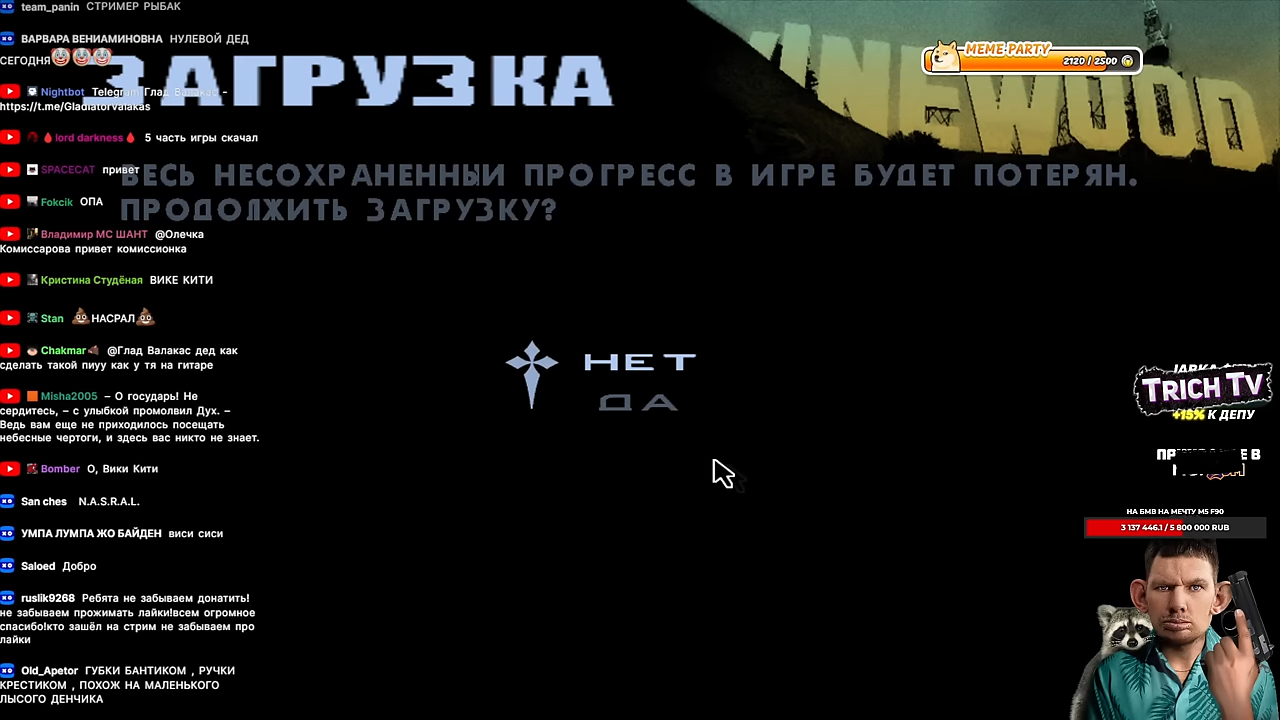 team_panin СТРИМЕР РЫБАК
ВАРВАРА ВЕНИАМИНОВНА НУЛЕВОЙ ДЕД
СЕГОДНЯ
ЗАГРУЗКА
VINEWOOD
MEME PARTY
2120 / 2500
Nightbot Telegram Глад Валакас -
https://t.me/GladiatorValakas
lord darkness 5 часть игры скачал
SPACECAT привет
ВЕСЬ НЕСОХРАНЕННЫЙ ПРОГРЕСС В ИГРЕ БУДЕТ ПОТЕРЯН.
ПРОДОЛЖИТЬ ЗАГРУЗКУ?
Fokcik ОПА
Владимир МС ШАНТ @Олечка
Комиссарова привет комиссионка
Кристина Студёная ВИКЕ КИТИ
Stan НАСРАЛ
Chakmar @Глад Валакас дед как
сделать такой пиуу как у тя на гитаре
НЕТ
ДА
Misha2005 – О государь! Не
сердитесь, – с улыбкой промолвил Дух. –
Ведь вам еще не приходилось посещать
небесные чертоги, и здесь вас никто не знает.
Bomber О, Вики Кити
San ches N.A.S.R.A.L.
УМПА ЛУМПА ЖО БАЙДЕН виси сиси
Saloed Добро
ruslik9268 Ребята не забываем донатить!
не забываем прожимать лайки!всем огромное
спасибо!кто зашёл на стрим не забываем про
лайки
Old_Apetor ГУБКИ БАНТИКОМ , РУЧКИ
КРЕСТИКОМ , ПОХОЖ НА МАЛЕНЬКОГО
ЛЫСОГО ДЕНЧИКА
TRICH TV
+15% К ДЕПУ
НА БМВ НА МЕЧТУ M5 F90
3 137 446.1 / 5 800 000 RUB